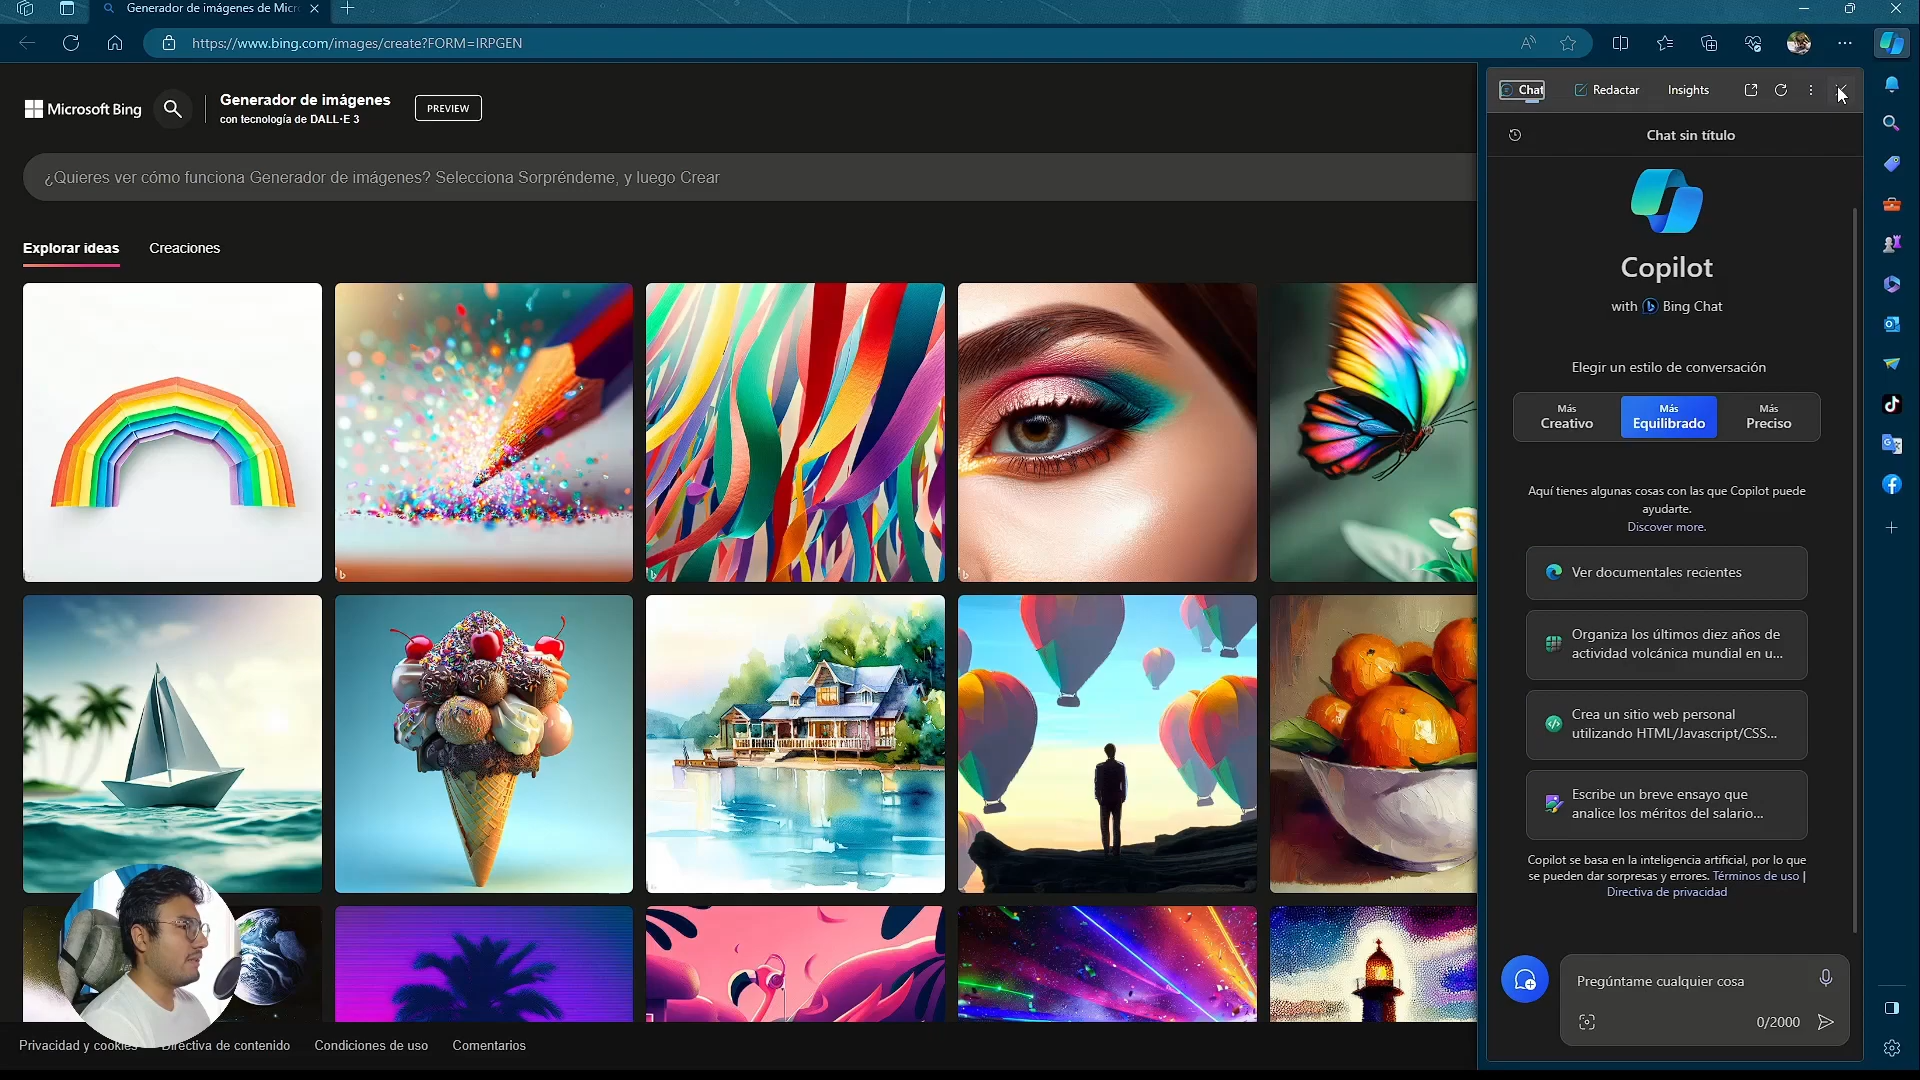 Generador de imágenes de Micr
https://www.bing.com/images/create?FORM=IRPGEN
Microsoft Bing
Generador de imágenes
con tecnología de DALL·E 3
PREVIEW
¿Quieres ver cómo funciona Generador de imágenes? Selecciona Sorpréndeme, y luego Crear
Explorar ideas
Creaciones
Chat
Redactar
Insights
Chat sin título
Copilot
with Bing Chat
Elegir un estilo de conversación
Más
Creativo
Más
Equilibrado
Más
Preciso
Aquí tienes algunas cosas con las que Copilot puede
ayudarte.
Discover more.
Ver documentales recientes
Organiza los últimos diez años de
actividad volcánica mundial en u...
Crea un sitio web personal
utilizando HTML/Javascript/CSS...
Escribe un breve ensayo que
analice los méritos del salario...
Copilot se basa en la inteligencia artificial, por lo que
se pueden dar sorpresas y errores. Términos de uso |
Directiva de privacidad
Pregúntame cualquier cosa
0/2000
Privacidad y cookies
Directiva de contenido
Condiciones de uso
Comentarios